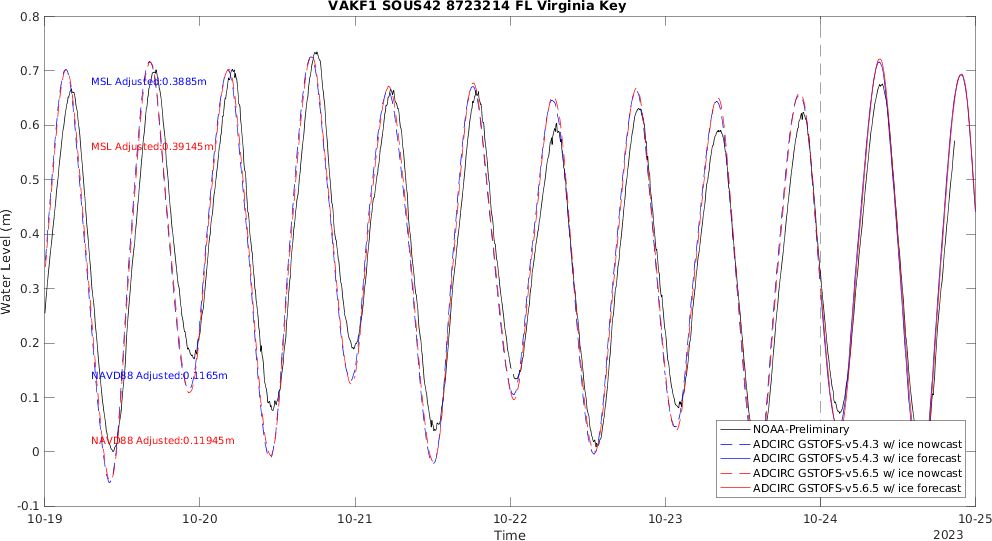 VAKF1 SOUS42 8723214 FL Virginia Key
0.8
0.7
0.6
0.5
0.4
0.3
0.2
0.1
0
-0.1
Water Level (m)
MSL Adjusted:0.3885m
MSL Adjusted:0.39145m
NAVD88 Adjusted:0.1165m
NAVD88 Adjusted:0.11945m
NOAA-Preliminary
ADCIRC GSTOFS-v5.4.3 w/ ice nowcast
ADCIRC GSTOFS-v5.4.3 w/ ice forecast
ADCIRC GSTOFS-v5.6.5 w/ ice nowcast
ADCIRC GSTOFS-v5.6.5 w/ ice forecast
10-19 10-20 10-21 10-22 10-23 10-24 10-25
Time
2023